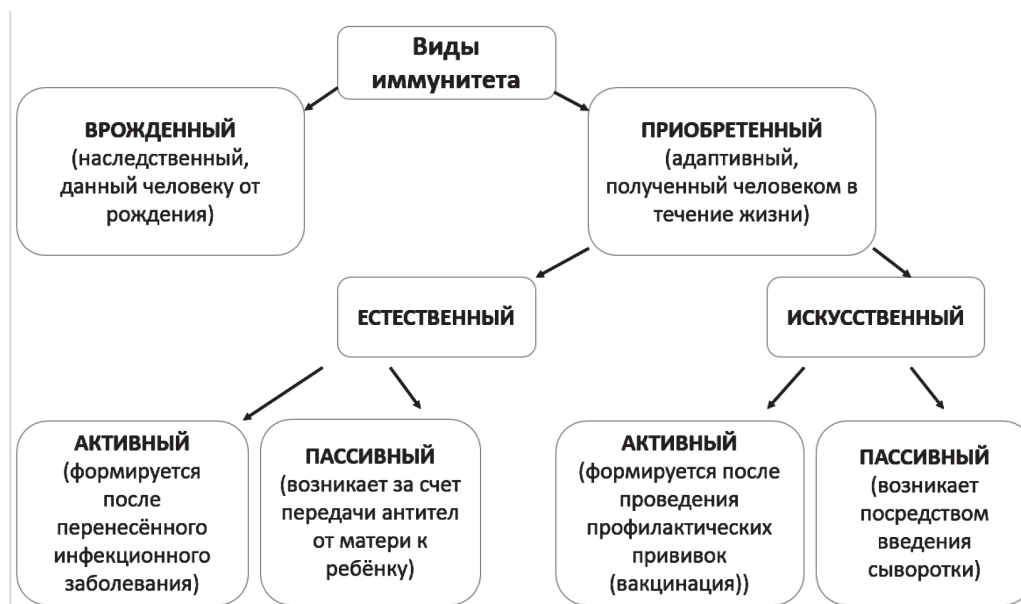 Виды
иммунитета
ВРОЖДЕННЫЙ
(наследственный,
данный человеку от
рождения)
ПРИОБРЕТЕННЫЙ
(адаптивный,
полученный человеком в
течение жизни)
ЕСТЕСТВЕННЫЙ
ИСКУССТВЕННЫЙ
АКТИВНЫЙ
(формируется
после
перенесённого
инфекционного
заболевания)
ПАССИВНЫЙ
(возникает за счет
передачи антител
от матери к
ребёнку)
АКТИВНЫЙ
(формируется после
проведения
профилактических
прививок
(вакцинация))
ПАССИВНЫЙ
(возникает
посредством
введения
сыворотки)